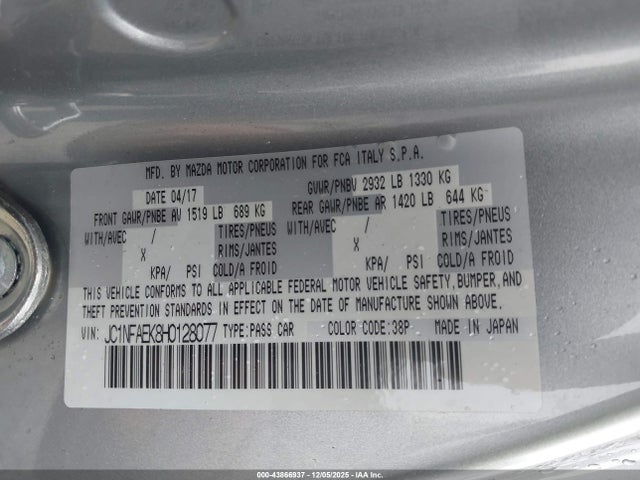 MFD. BY MAZDA MOTOR CORPORATION FOR FCA ITALY S.P.A.
DATE 04/17 GVWR/PNBV 2932 LB 1330 KG
FRONT GAWR/PNBE AV 1519 LB 689 KG REAR GAWR/PNBE AR 1420 LB 644 KG
WITH/AVEC / TIRES/PNEUS WITH/AVEC / TIRES/PNEUS
X RIMS/JANTES X RIMS/JANTES
KPA/ PSI COLD/A FROID KPA/ PSI COLD/A FROID
THIS VEHICLE CONFORMS TO ALL APPLICABLE FEDERAL MOTOR VEHICLE SAFETY,BUMPER,AND
THEFT PREVENTION STANDARDS IN EFFECT ON THE DATE OF MANUFACTURE SHOWN ABOVE.
VIN: JC1NFAEK8H0128077 TYPE:PASS CAR COLOR CODE:38P MADE IN JAPAN
000-43866937 - 12/05/2025 - IAAI.CA